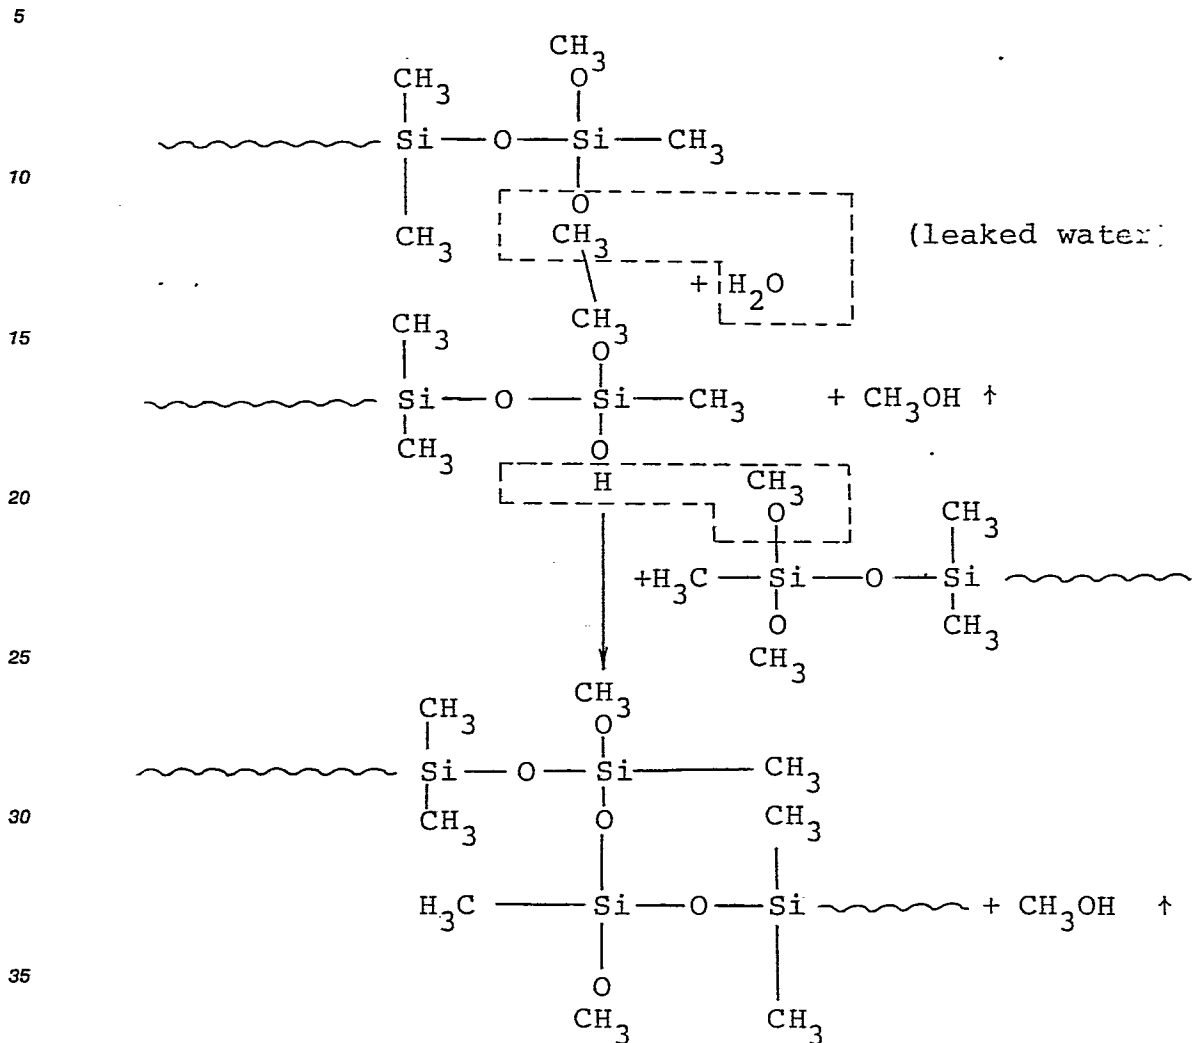 5
CH3
CH3 O
Si — O — Si — CH3
10
O
CH3 CH3 (leaked water)
+ H2O
15
CH3 CH3
O
Si — O — Si — CH3 + CH3OH ↑
CH3 O
20
H CH3
O CH3
+H3C — Si — O — Si
O CH3
25
CH3
CH3
CH3 O
Si — O — Si — CH3
30
CH3 O CH3
H3C — Si — O — Si + CH3OH ↑
35
O
CH3 CH3